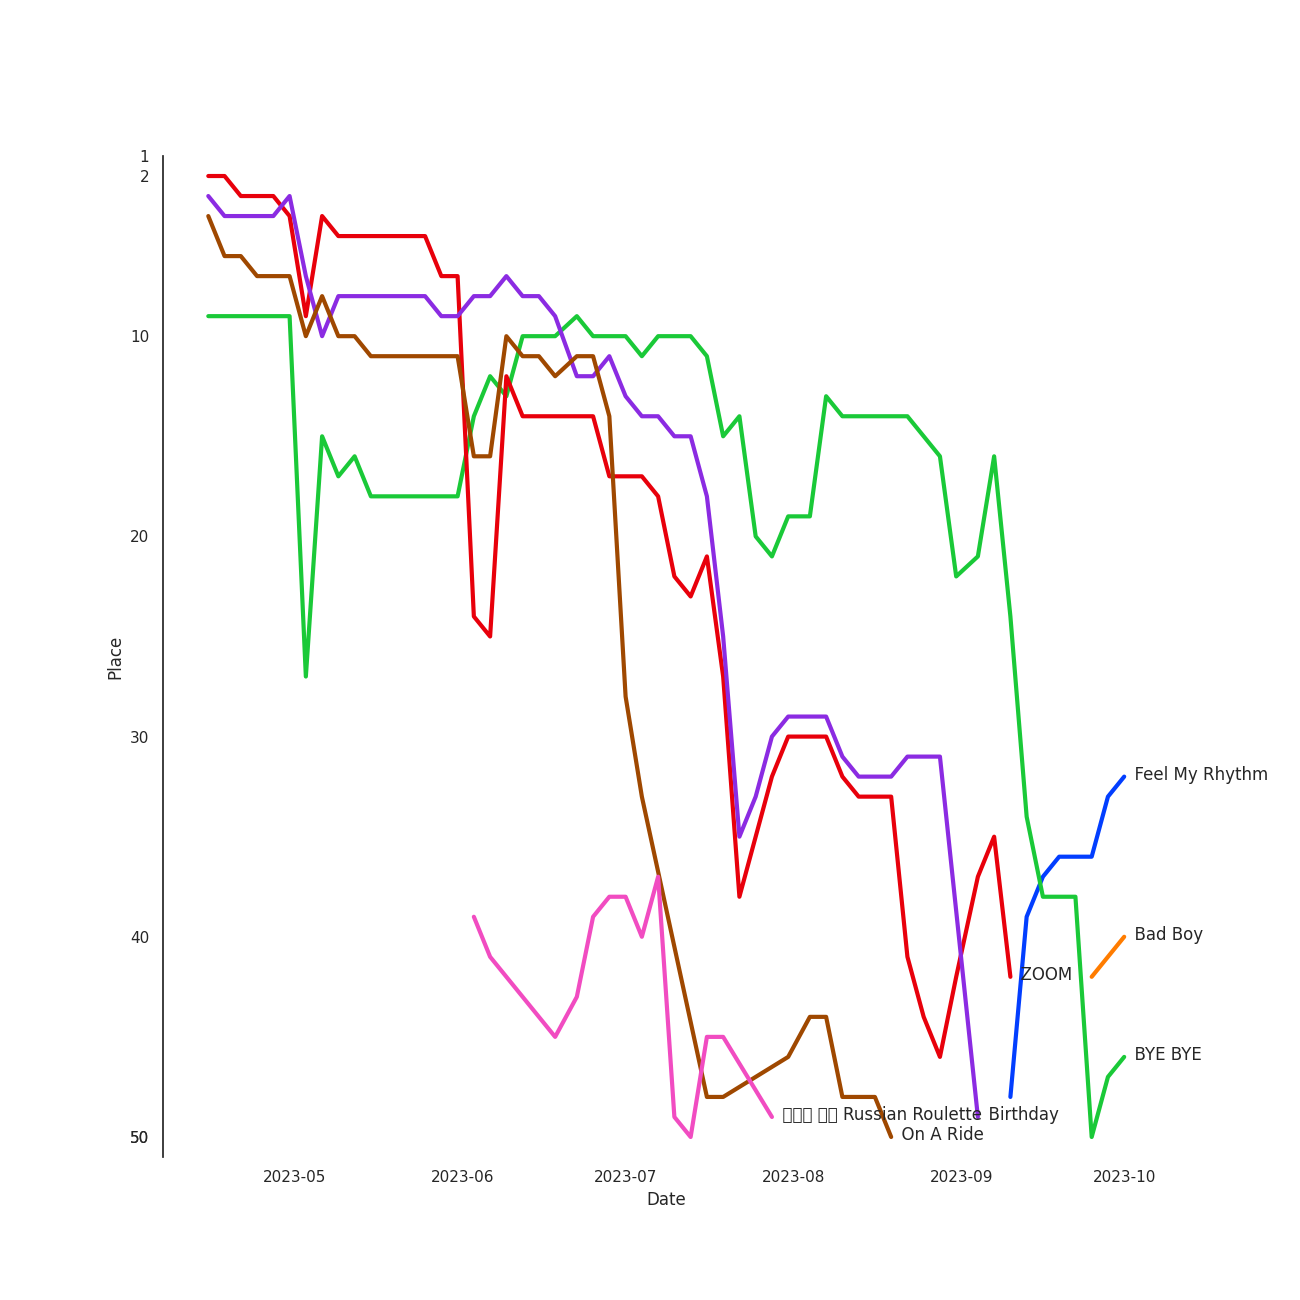 1
2
10
20
30
40
50
Place
2023-05
2023-06
2023-07
2023-08
2023-09
2023-10
Date
Feel My Rhythm
Bad Boy
ZOOM
BYE BYE
Russian Roulette
Birthday
On A Ride